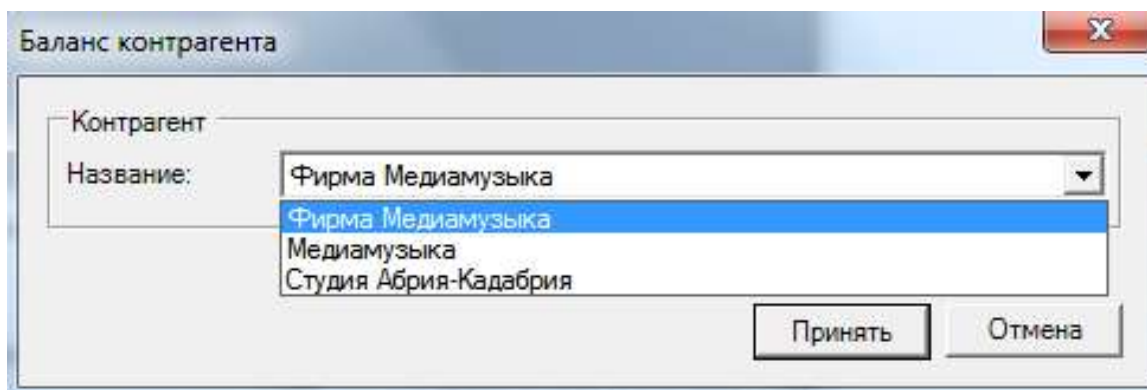 Баланс контрагента
Контрагент
Название:
Фирма Медиамузыка
Фирма Медиамузыка
Медиамузыка
Студия Абрия-Кадабрия
Принять
Отмена